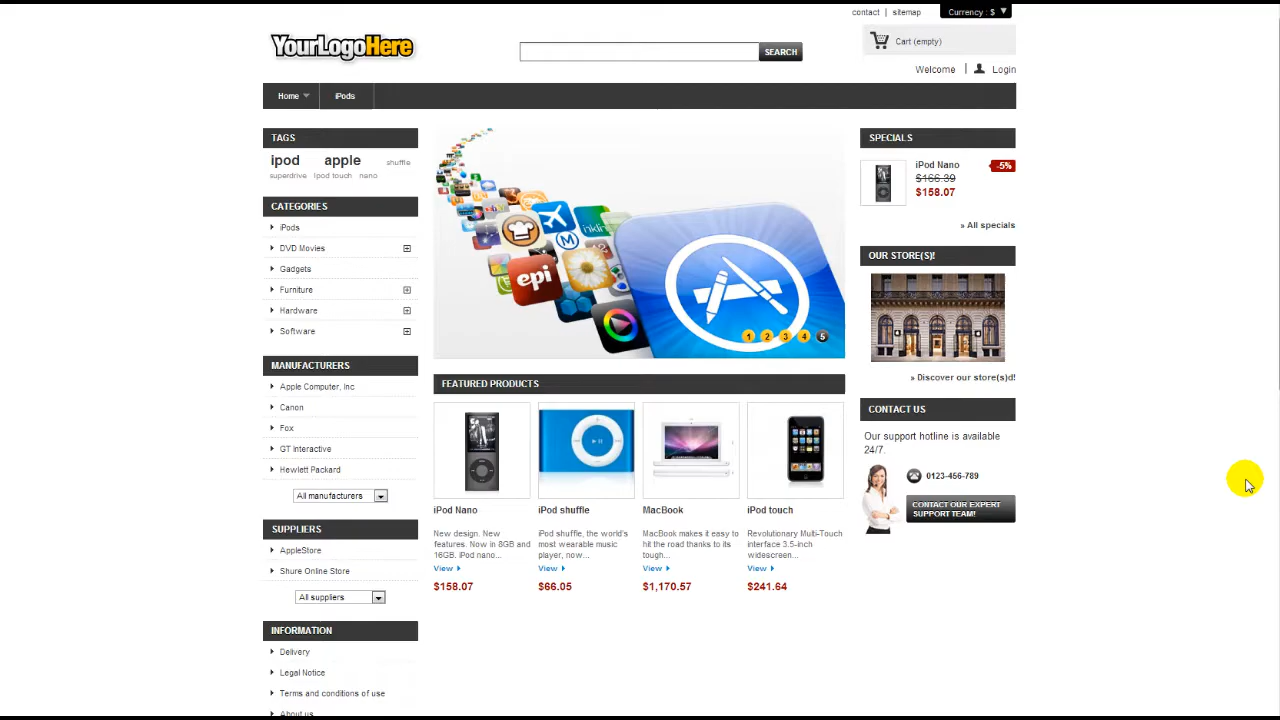 contact | sitemap
Currency : $
YourLogoHere
SEARCH
Cart (empty)
Welcome | Login
Home
iPods
TAGS
ipod apple shuffle
superdrive Ipod touch nano
CATEGORIES
iPods
DVD Movies
Gadgets
Furniture
Hardware
Software
MANUFACTURERS
Apple Computer, Inc
Canon
Fox
GT Interactive
Hewlett Packard
All manufacturers
SUPPLIERS
AppleStore
Shure Online Store
All suppliers
INFORMATION
Delivery
Legal Notice
Terms and conditions of use
About us
epi
M
1 2 3 4 5
FEATURED PRODUCTS
iPod Nano
New design. New
features. Now in 8GB and
16GB. iPod nano...
View
$158.07
iPod shuffle
iPod shuffle, the world's
most wearable music
player, now...
View
$66.05
MacBook
MacBook makes it easy to
hit the road thanks to its
tough...
View
$1,170.57
iPod touch
Revolutionary Multi-Touch
interface 3.5-inch
widescreen...
View
$241.64
SPECIALS
iPod Nano
-5%
$166.39
$158.07
» All specials
OUR STORE(S)!
» Discover our store(s)d!
CONTACT US
Our support hotline is available
24/7.
0123-456-789
CONTACT OUR EXPERT
SUPPORT TEAM!